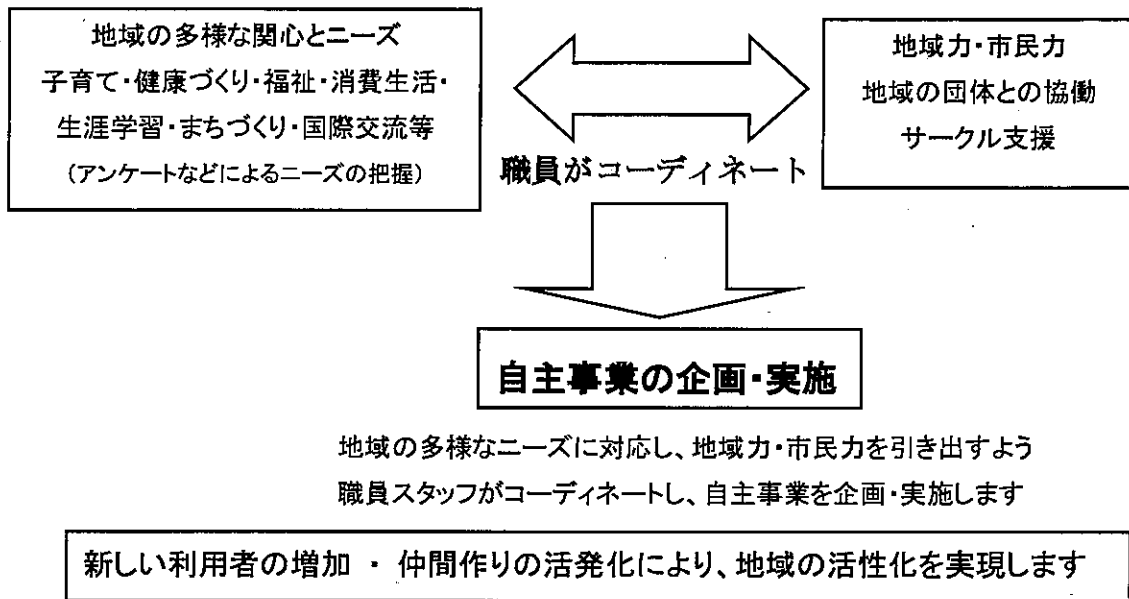 地域の多様な関心とニーズ
子育て・健康づくり・福祉・消費生活・
生涯学習・まちづくり・国際交流等
(アンケートなどによるニーズの把握)
職員がコーディネート
地域力・市民力
地域の団体との協働
サークル支援
自主事業の企画・実施
地域の多様なニーズに対応し、地域力・市民力を引き出すよう
職員スタッフがコーディネートし、自主事業を企画・実施します
新しい利用者の増加 ・ 仲間作りの活発化により、地域の活性化を実現します